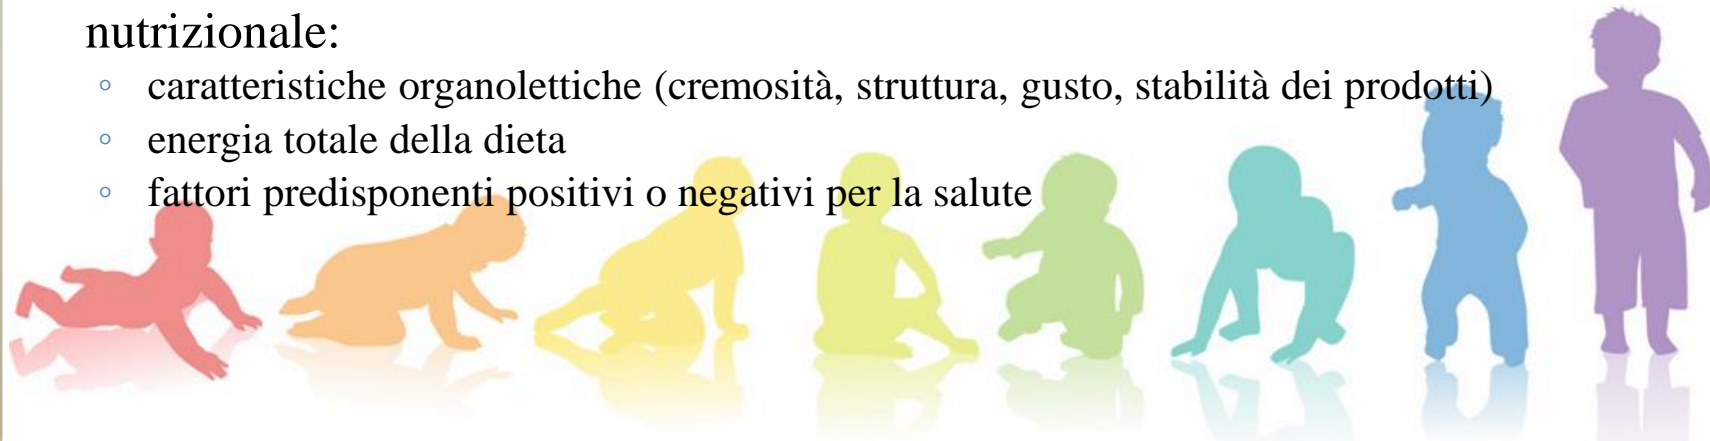 nutrizionale:
◦ caratteristiche organolettiche (cremosità, struttura, gusto, stabilità dei prodotti)
◦ energia totale della dieta
◦ fattori predisponenti positivi o negativi per la salute